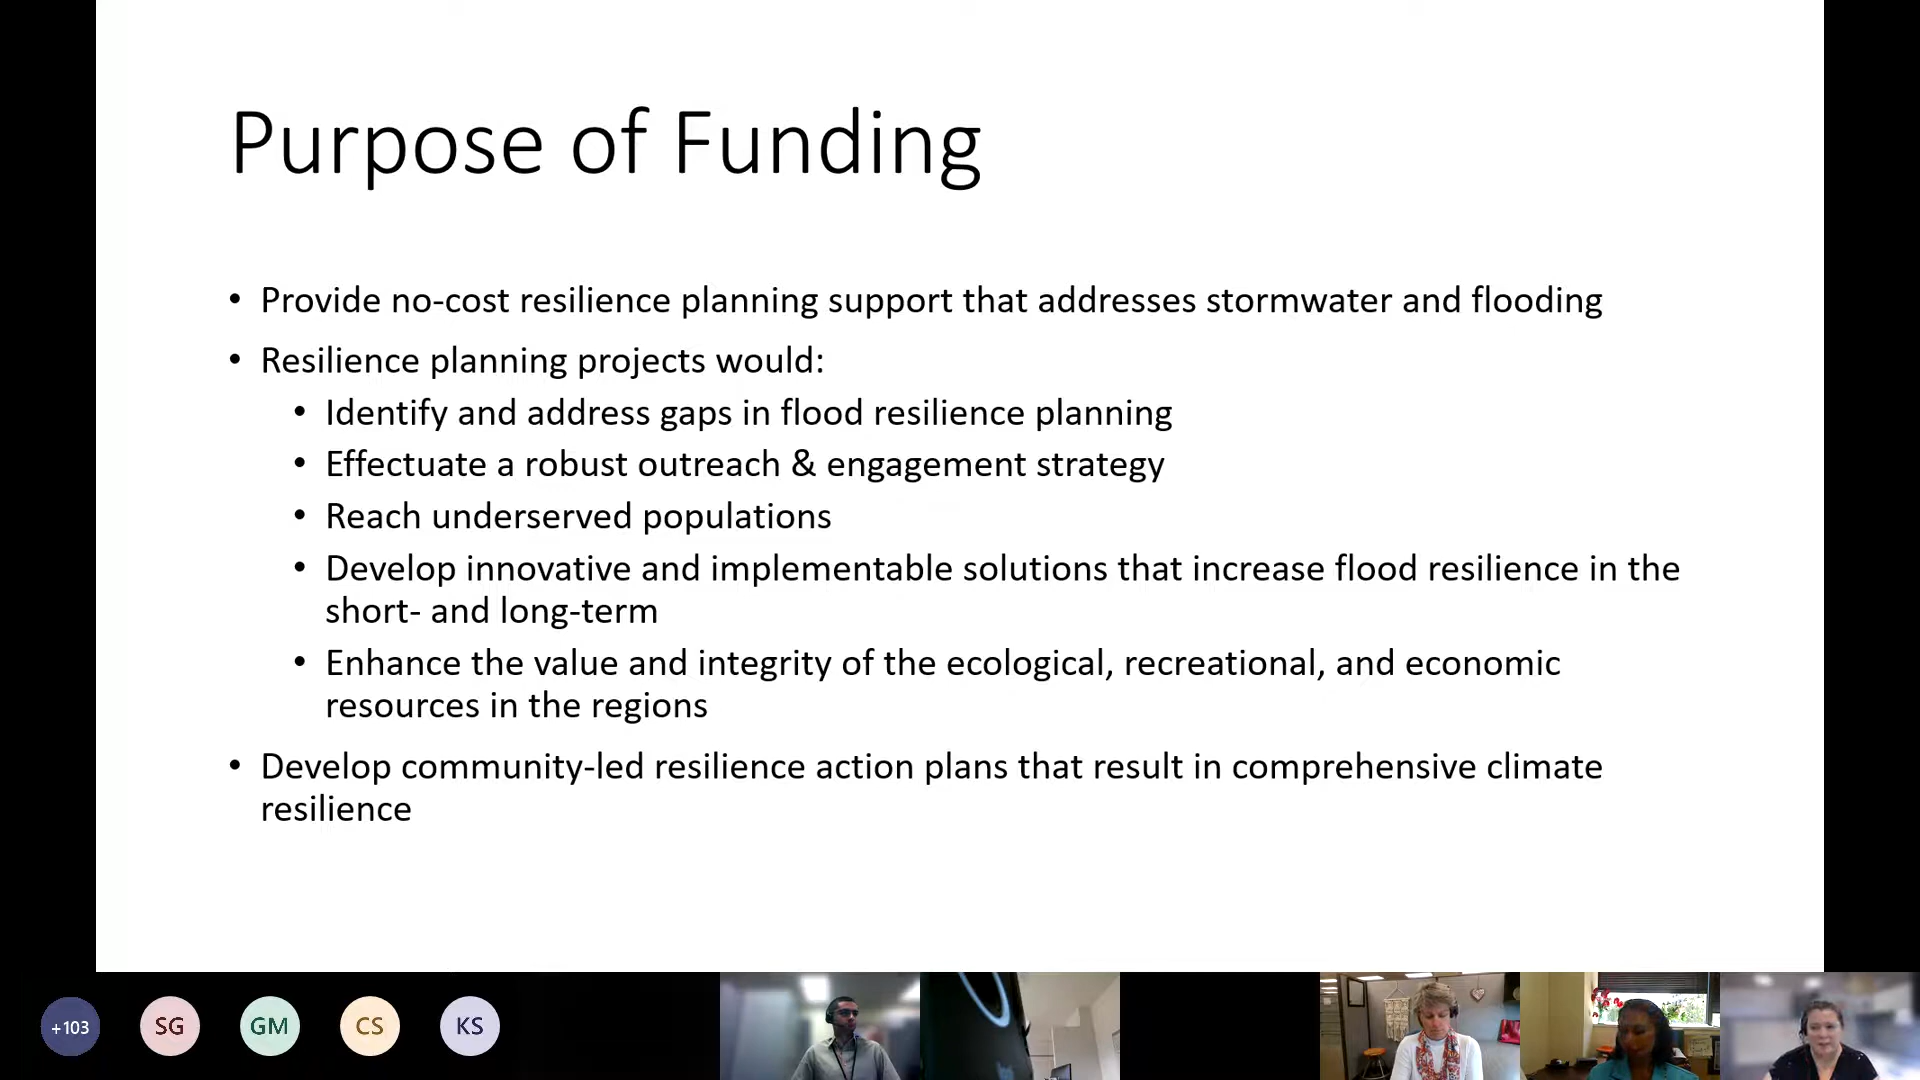 Purpose of Funding
• Provide no-cost resilience planning support that addresses stormwater and flooding
• Resilience planning projects would:
• Identify and address gaps in flood resilience planning
• Effectuate a robust outreach & engagement strategy
• Reach underserved populations
• Develop innovative and implementable solutions that increase flood resilience in the
short- and long-term
• Enhance the value and integrity of the ecological, recreational, and economic
resources in the regions
• Develop community-led resilience action plans that result in comprehensive climate
resilience
+103 SG GM CS KS